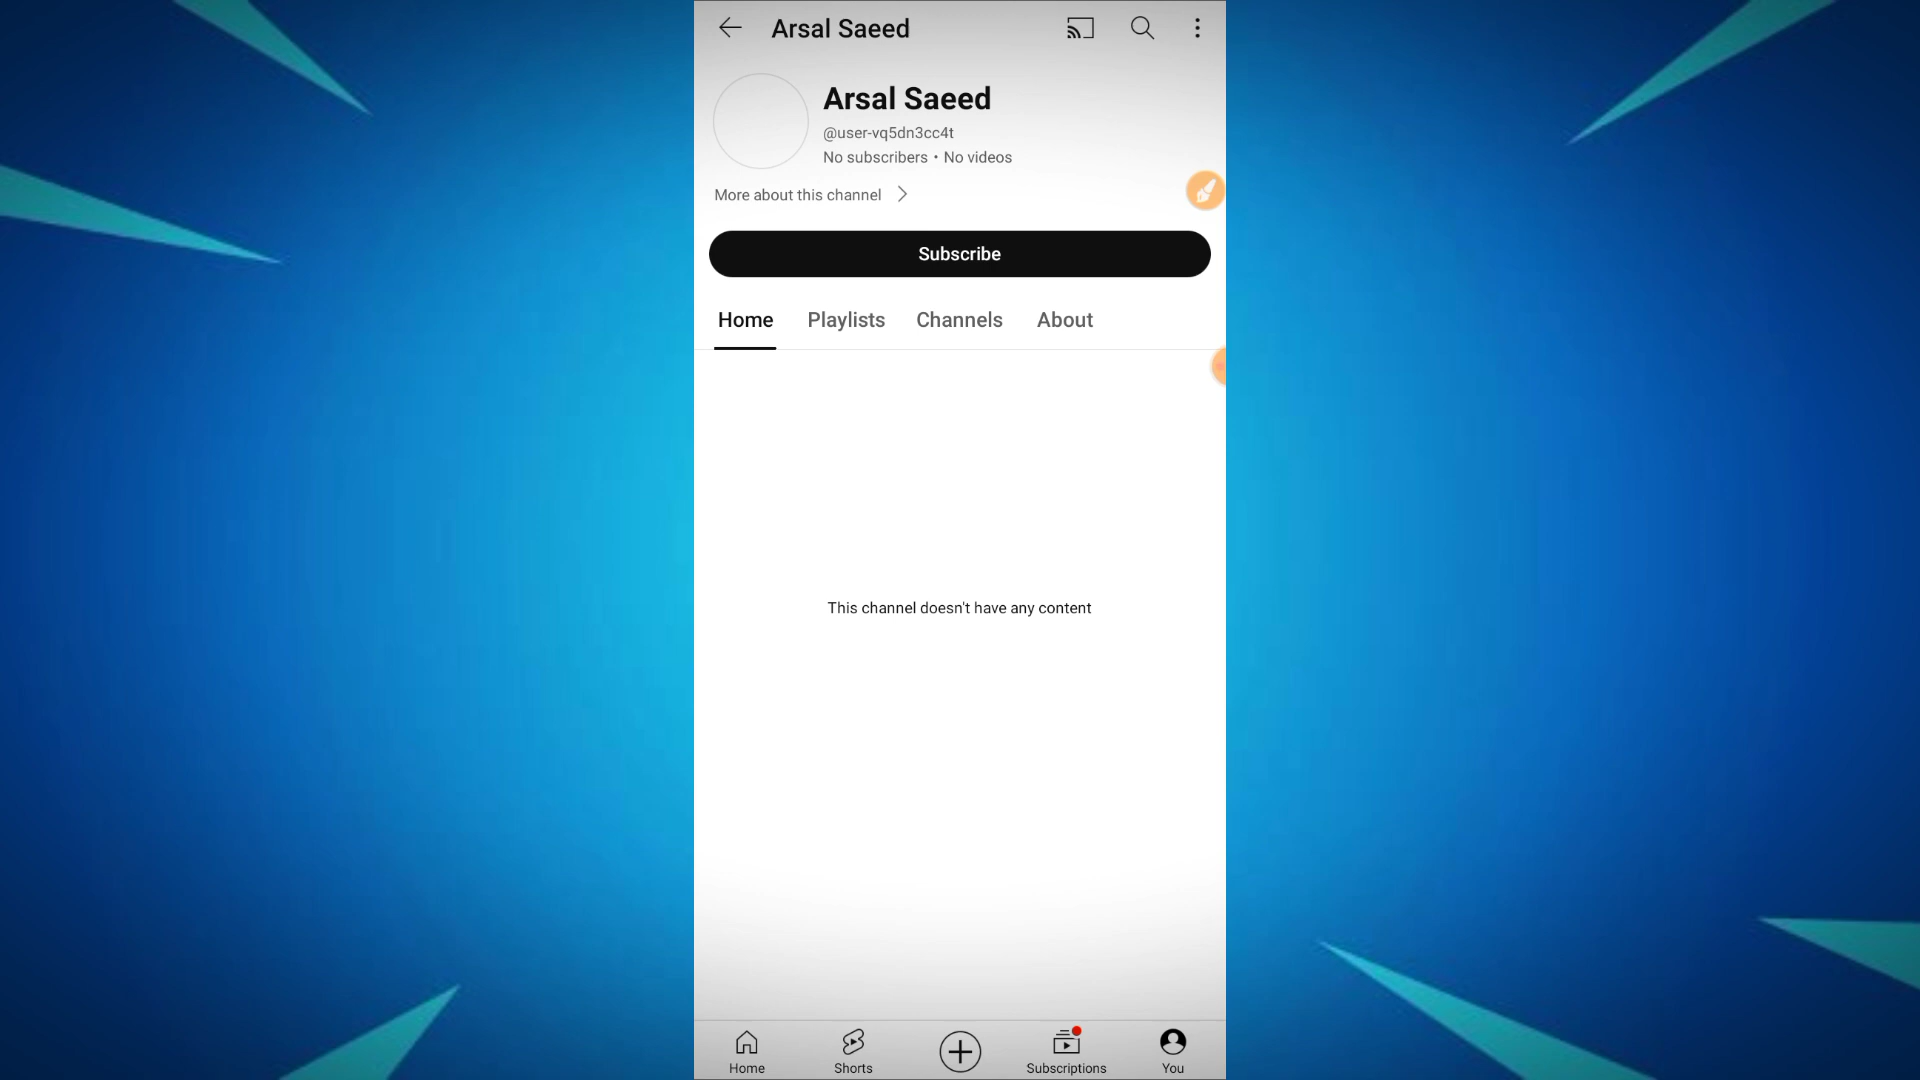 Arsal Saeed
Arsal Saeed
@user-vq5dn3cc4t
No subscribers • No videos
More about this channel
Subscribe
Home Playlists Channels About
This channel doesn't have any content
Home Shorts Subscriptions You